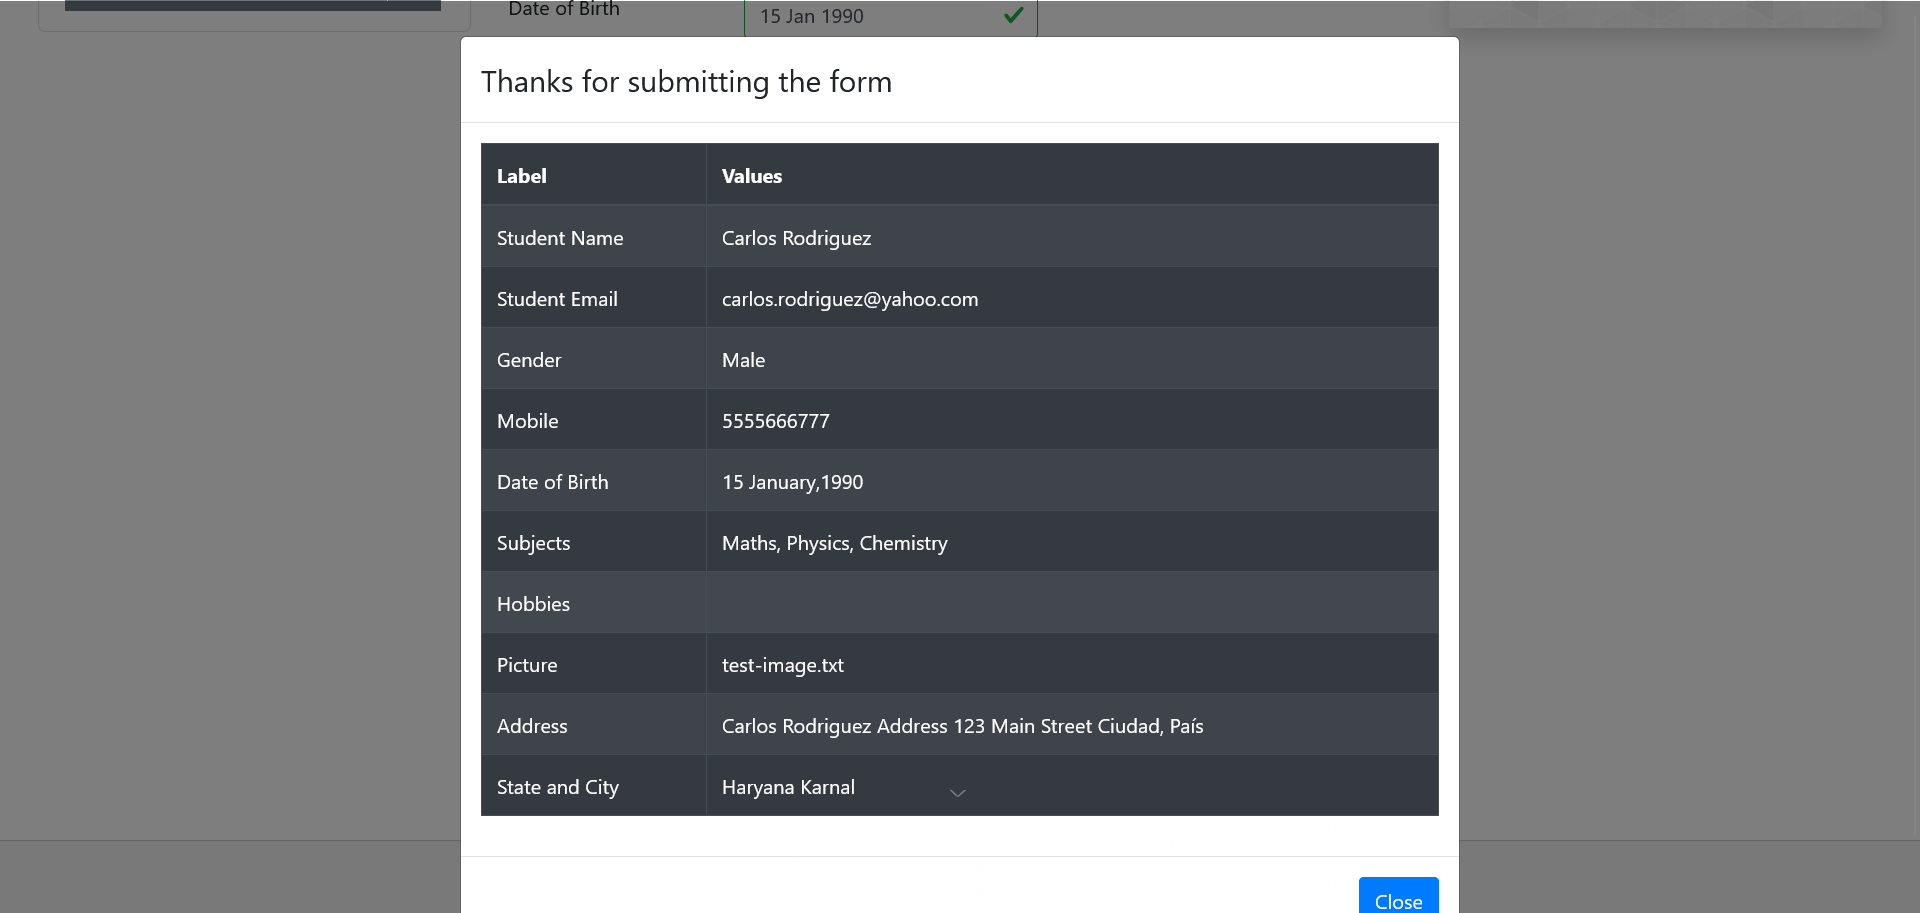 Date of Birth 15 Jan 1990
Thanks for submitting the form
Label Values
Student Name Carlos Rodriguez
Student Email carlos.rodriguez@yahoo.com
Gender Male
Mobile 5555666777
Date of Birth 15 January,1990
Subjects Maths, Physics, Chemistry
Hobbies
Picture test-image.txt
Address Carlos Rodriguez Address 123 Main Street Ciudad, País
State and City Haryana Karnal
Close